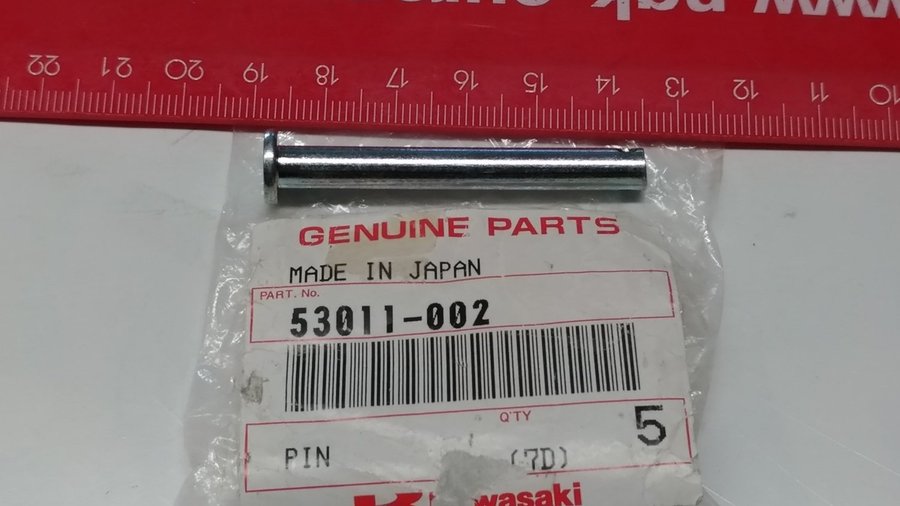 22 21 20 19 18 17 16 15 14 13 12 11 10
GENUINE PARTS
MADE IN JAPAN
PART. No.
53011-002
Q'TY
5
PIN (7D)
Kawasaki